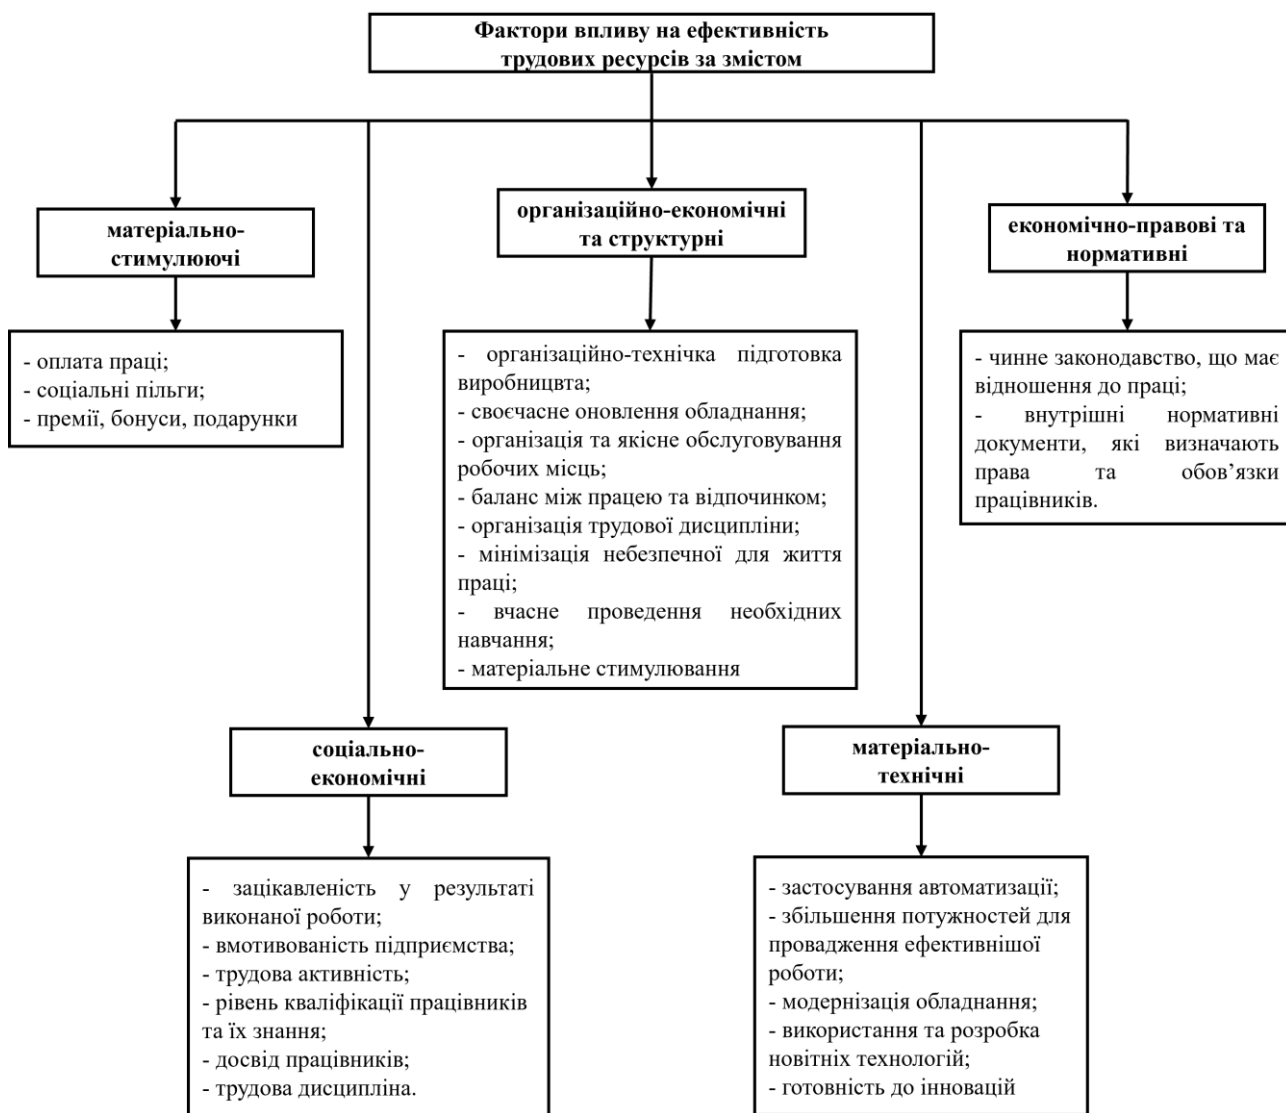 Фактори впливу на ефективність
трудових ресурсів за змістом
матеріально-
стимулюючі
організаційно-економічні
та структурні
економічно-правові та
нормативні
- оплата праці;
- соціальні пільги;
- премії, бонуси, подарунки
- організаційно-технічка підготовка
виробницвта;
- своєчасне оновлення обладнання;
- організація та якісне обслуговування
робочих місць;
- баланс між працею та відпочинком;
- організація трудової дисципліни;
- мінімізація небезпечної для життя
праці;
- вчасне проведення необхідних
навчання;
- матеріальне стимулювання
- чинне законодавство, що має
відношення до праці;
- внутрішні нормативні
документи, які визначають
права та обов’язки
працівників.
соціально-
економічні
матеріально-
технічні
- зацікавленість у результаті
виконаної роботи;
- вмотивованість підприємства;
- трудова активність;
- рівень кваліфікації працівників
та їх знання;
- досвід працівників;
- трудова дисципліна.
- застосування автоматизації;
- збільшення потужностей для
провадження ефективнішої
роботи;
- модернізація обладнання;
- використання та розробка
новітніх технологій;
- готовність до інновацій